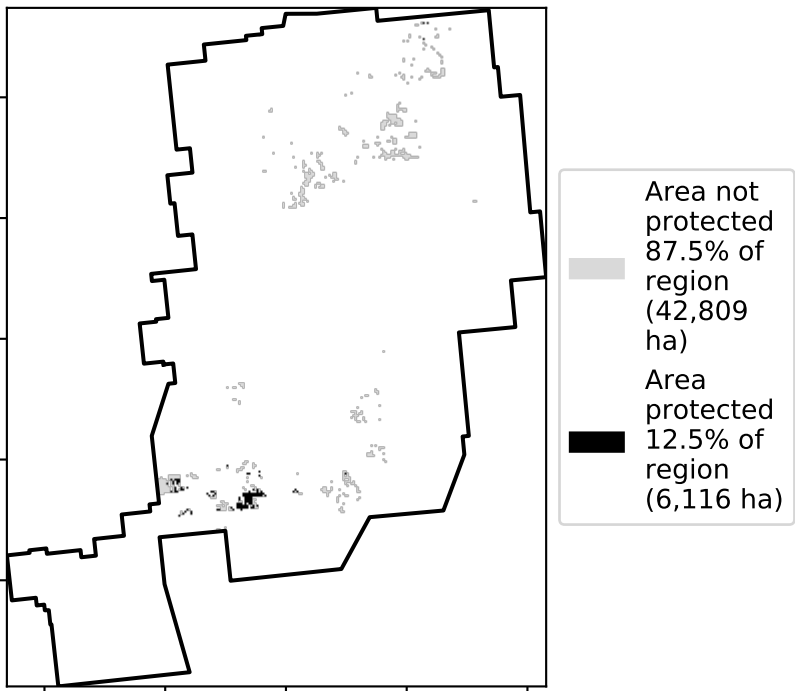 Area not
protected
87.5% of
region
(42,809
ha)
Area
protected
12.5% of
region
(6,116 ha)